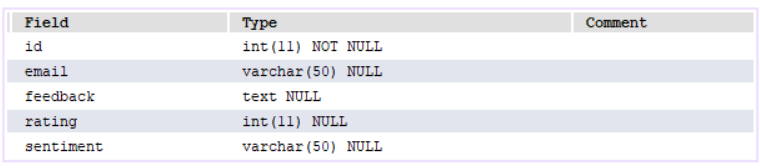 Field Type Comment
id int(11) NOT NULL
email varchar(50) NULL
feedback text NULL
rating int(11) NULL
sentiment varchar(50) NULL